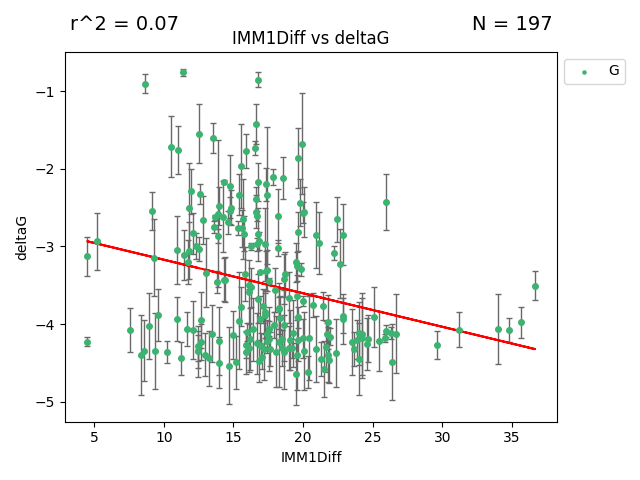 r^2 = 0.07 N = 197
IMM1Diff vs deltaG
G
−1
−2
−3
−4
−5
deltaG
5 10 15 20 25 30 35
IMM1Diff